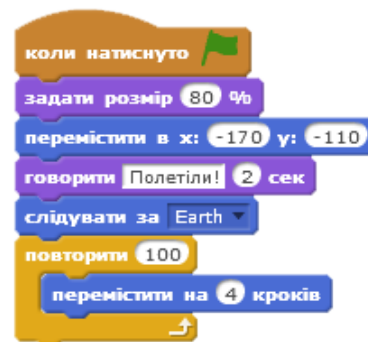 коли натиснуто
задати розмір 80 %
перемістити в x: -170 y: -110
говорити Полетіли! 2 сек
слідувати за Earth
повторити 100
перемістити на 4 кроків